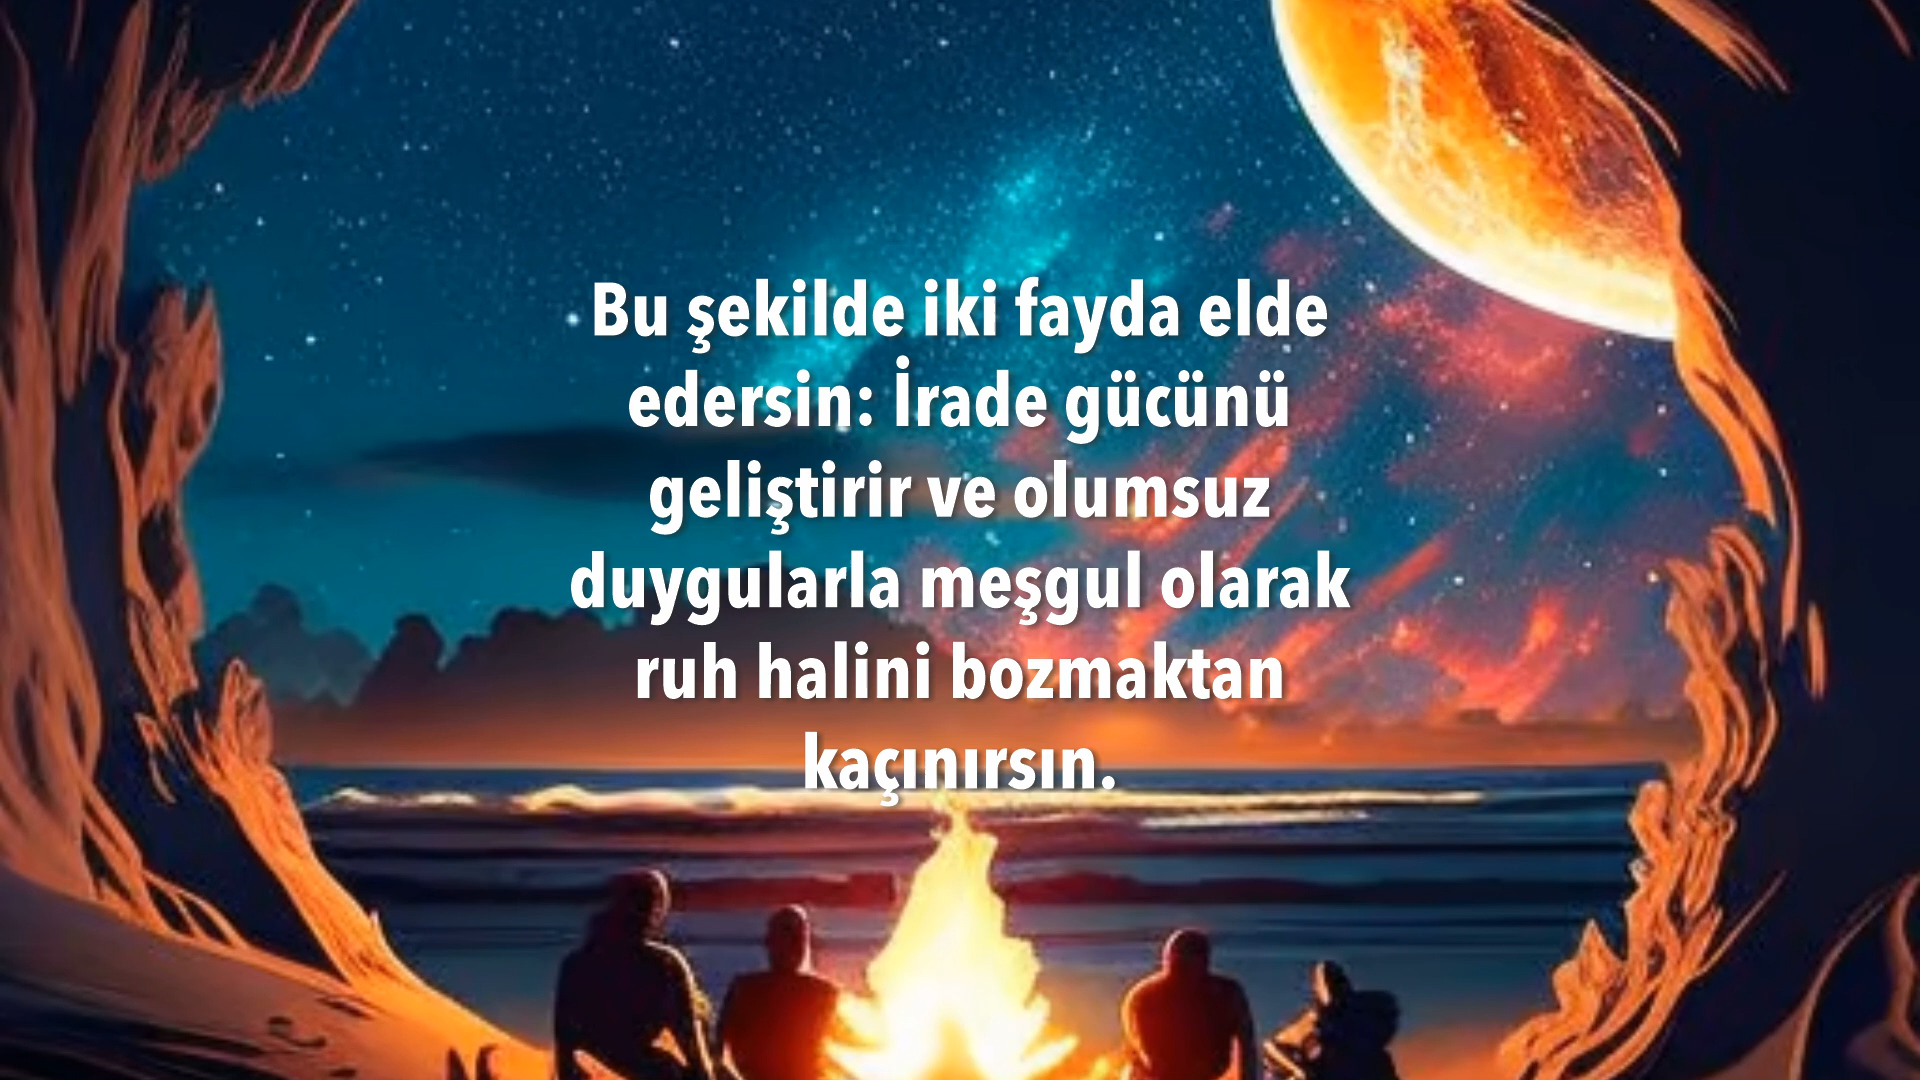 Bu şekilde iki fayda elde
edersin: İrade gücünü
geliştirir ve olumsuz
duygularla meşgul olarak
ruh halini bozmaktan
kaçınırsın.